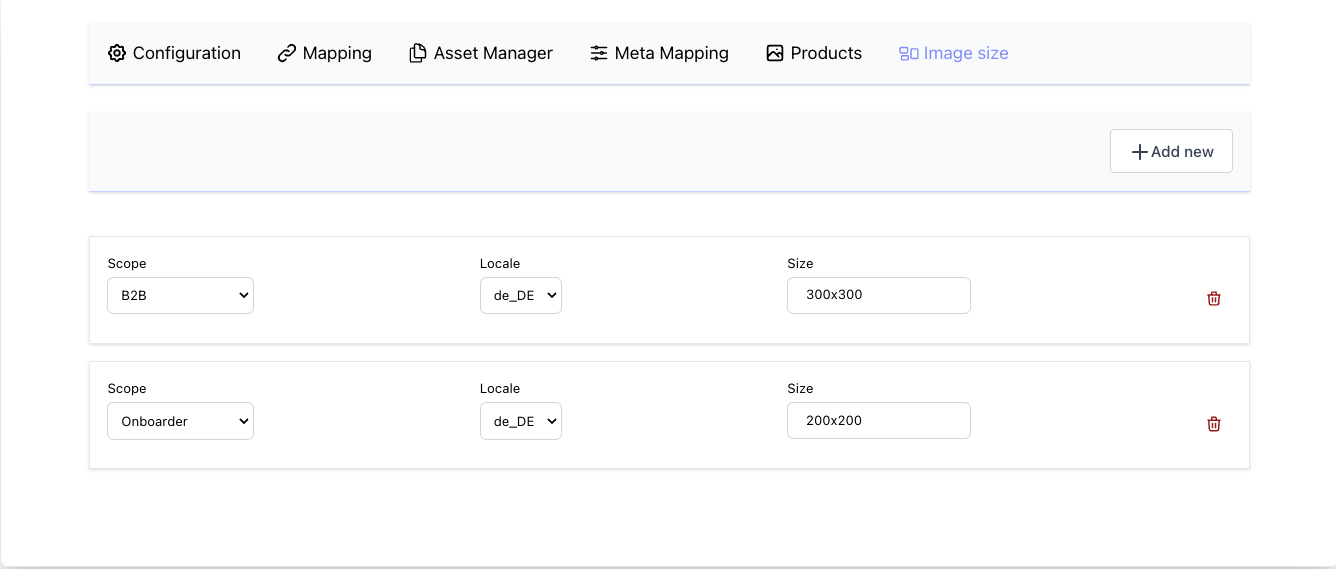 Configuration Mapping Asset Manager Meta Mapping Products Image size
Add new
Scope Locale Size
B2B de_DE 300x300
Scope Locale Size
Onboarder de_DE 200x200